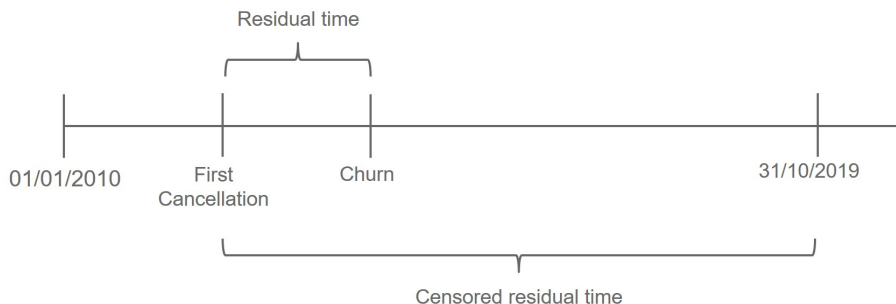 Residual time
01/01/2010
First
Cancellation
Churn
31/10/2019
Censored residual time